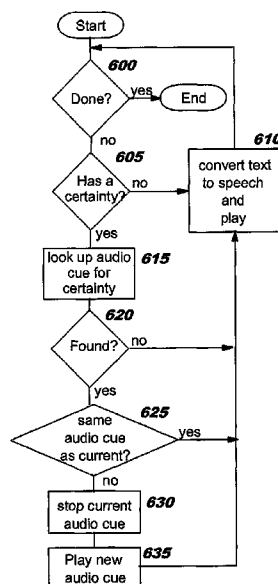 Start
600
Done?
yes
End
no
605
610
Has a
certainty?
no
convert text
to speech
and
play
yes
look up audio
cue for
certainty
615
620
Found?
no
yes
same
audio cue
as current?
625
yes
no
stop current
audio cue
630
Play new
audio cue
635